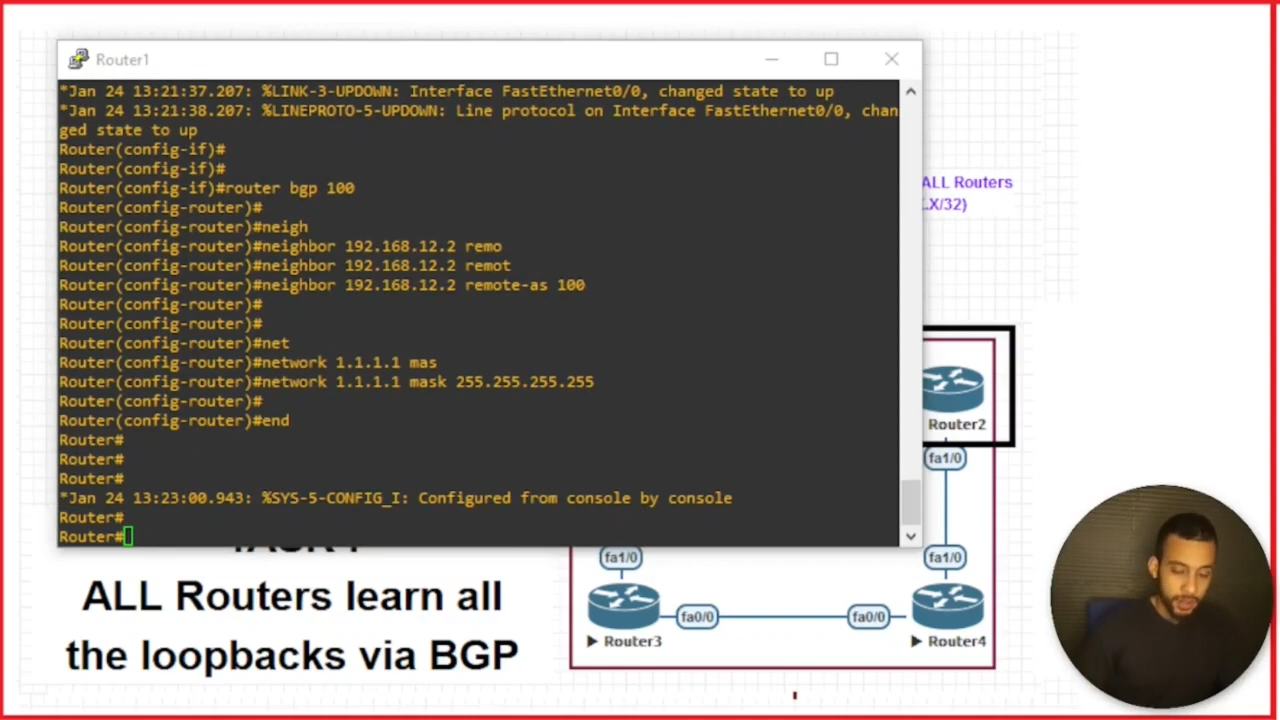 Router1
*Jan 24 13:21:37.207: %LINK-3-UPDOWN: Interface FastEthernet0/0, changed state to up
*Jan 24 13:21:38.207: %LINEPROTO-5-UPDOWN: Line protocol on Interface FastEthernet0/0, chan
ged state to up
Router(config-if)#
Router(config-if)#
Router(config-if)#router bgp 100
Router(config-router)#
Router(config-router)#neigh
Router(config-router)#neighbor 192.168.12.2 remo
Router(config-router)#neighbor 192.168.12.2 remot
Router(config-router)#neighbor 192.168.12.2 remote-as 100
Router(config-router)#
Router(config-router)#
Router(config-router)#net
Router(config-router)#network 1.1.1.1 mas
Router(config-router)#network 1.1.1.1 mask 255.255.255.255
Router(config-router)#
Router(config-router)#end
Router#
Router#
Router#
*Jan 24 13:23:00.943: %SYS-5-CONFIG_I: Configured from console by console
Router#
Router#
ALL Routers
.X/32)
Router2
fa1/0
fa1/0
fa1/0
fa0/0
fa0/0
Router3
Router4
ALL Routers learn all
the loopbacks via BGP